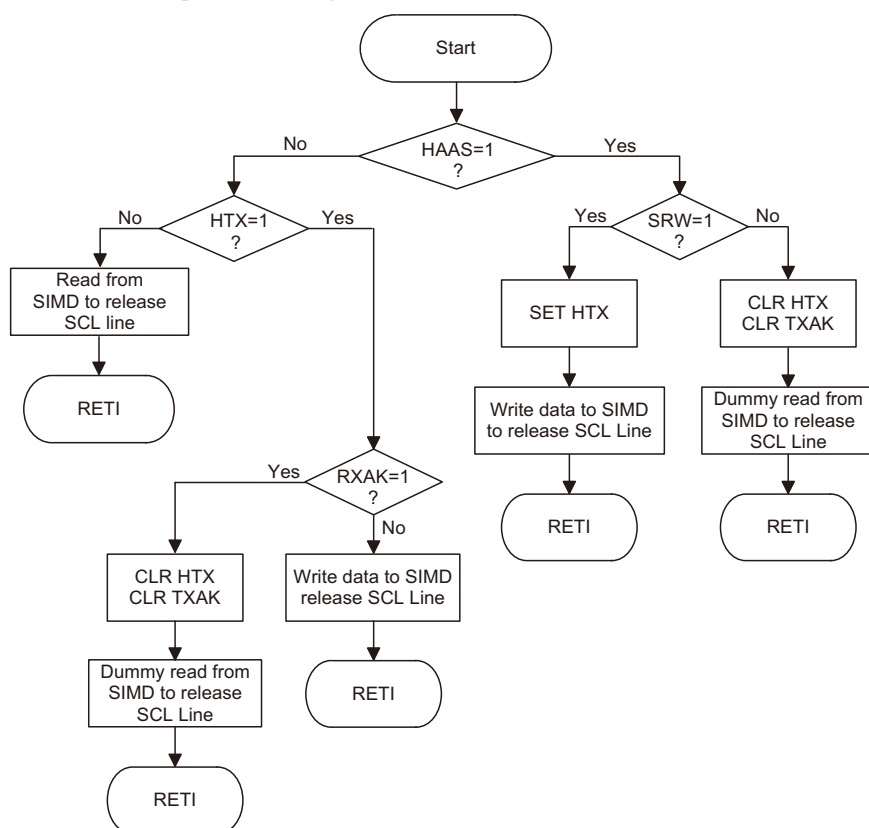 Start
No
HAAS=1
?
Yes
No
HTX=1
?
Yes
Yes
SRW=1
?
No
Read from
SIMD to release
SCL line
SET HTX
CLR HTX
CLR TXAK
RETI
Write data to SIMD
to release SCL Line
Dummy read from
SIMD to release
SCL Line
Yes
RXAK=1
?
No
RETI
RETI
CLR HTX
CLR TXAK
Write data to SIMD
release SCL Line
Dummy read from
SIMD to release
SCL Line
RETI
RETI